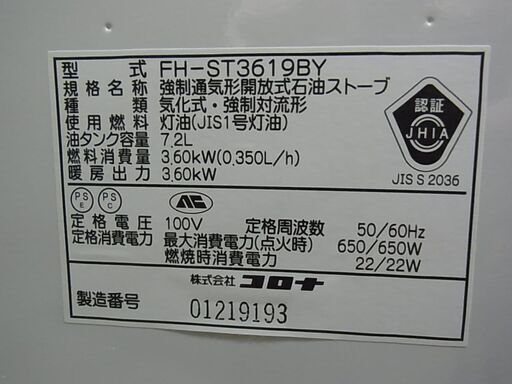 型 式 FH-ST3619BY
規格名称 強制通気形開放式石油ストーブ
種 類 気化式・強制対流形
使用燃料 灯油(JIS1号灯油)
油タンク容量 7.2L
燃料消費量 3.60kW(0.350L/h)
暖房出力 3.60kW
認証
JHIA
JIS S 2036
PS E PS C
定格電圧 100V 定格周波数 50/60Hz
定格消費電力 最大消費電力(点火時) 650/650W
燃焼時消費電力 22/22W
株式会社 コロナ
製造番号 01219193